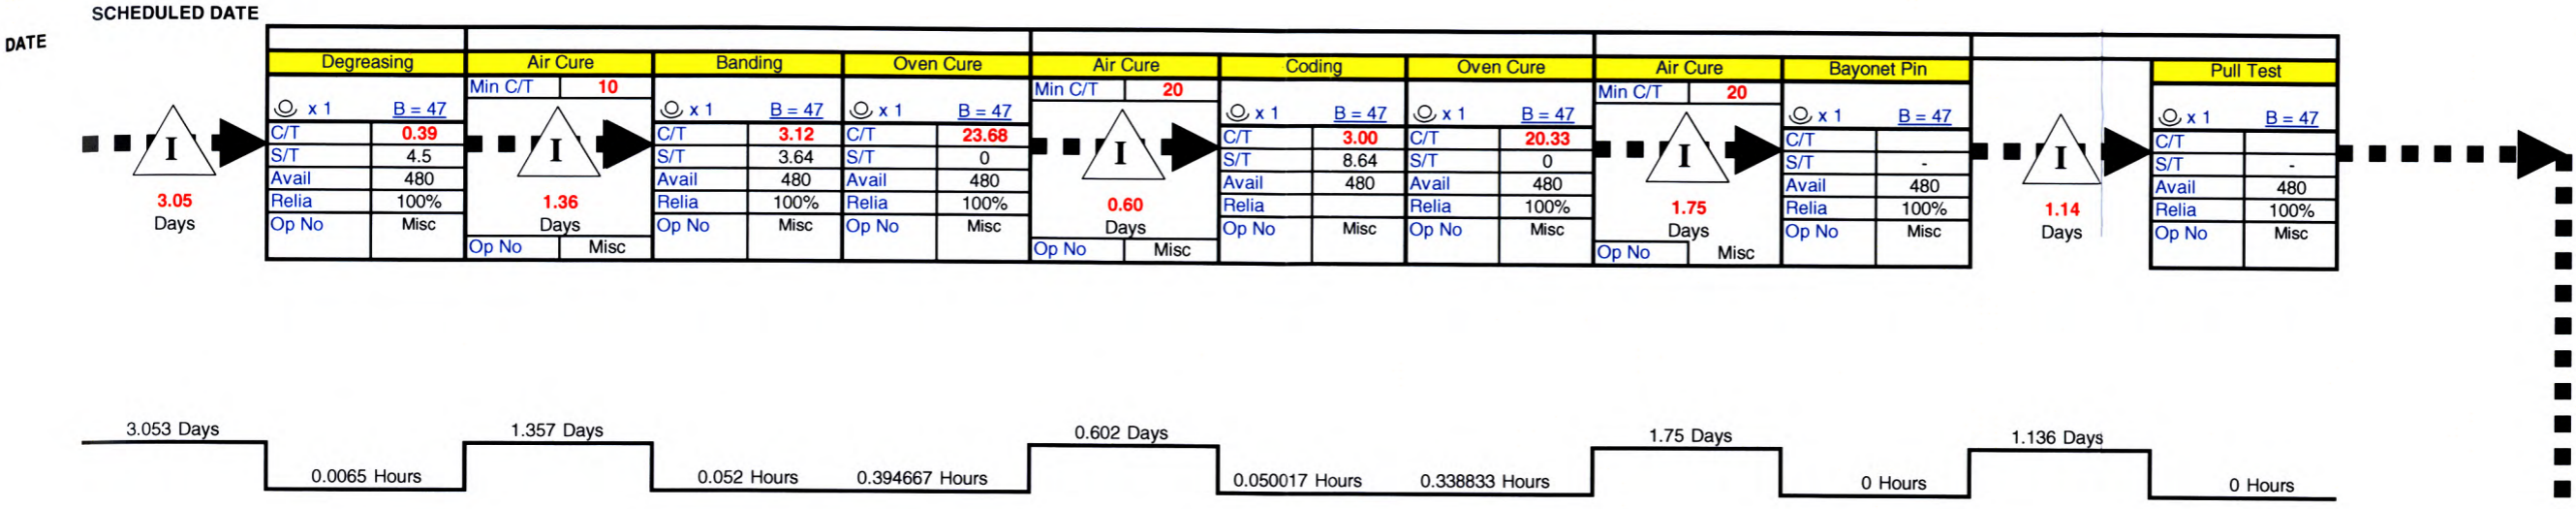 SCHEDULED DATE
DATE
Degreasing
x 1 B = 47
C/T 0.39
S/T 4.5
Avail 480
Relia 100%
Op No Misc
Air Cure
Min C/T 10
I
1.36
Days
Op No Misc
Banding
x 1 B = 47
C/T 3.12
S/T 3.64
Avail 480
Relia 100%
Op No Misc
Oven Cure
x 1 B = 47
C/T 23.68
S/T 0
Avail 480
Relia 100%
Op No Misc
Air Cure
Min C/T 20
I
0.60
Days
Op No Misc
Coding
x 1 B = 47
C/T 3.00
S/T 8.64
Avail 480
Relia
Op No Misc
Oven Cure
x 1 B = 47
C/T 20.33
S/T 0
Avail 480
Relia 100%
Op No Misc
Air Cure
Min C/T 20
I
1.75
Days
Op No Misc
Bayonet Pin
x 1 B = 47
C/T
S/T -
Avail 480
Relia 100%
Op No Misc
I
1.14
Days
Pull Test
x 1 B = 47
C/T
S/T -
Avail 480
Relia 100%
Op No Misc
I
3.05
Days
3.053 Days
0.0065 Hours
1.357 Days
0.052 Hours
0.394667 Hours
0.602 Days
0.050017 Hours
0.338833 Hours
1.75 Days
0 Hours
1.136 Days
0 Hours